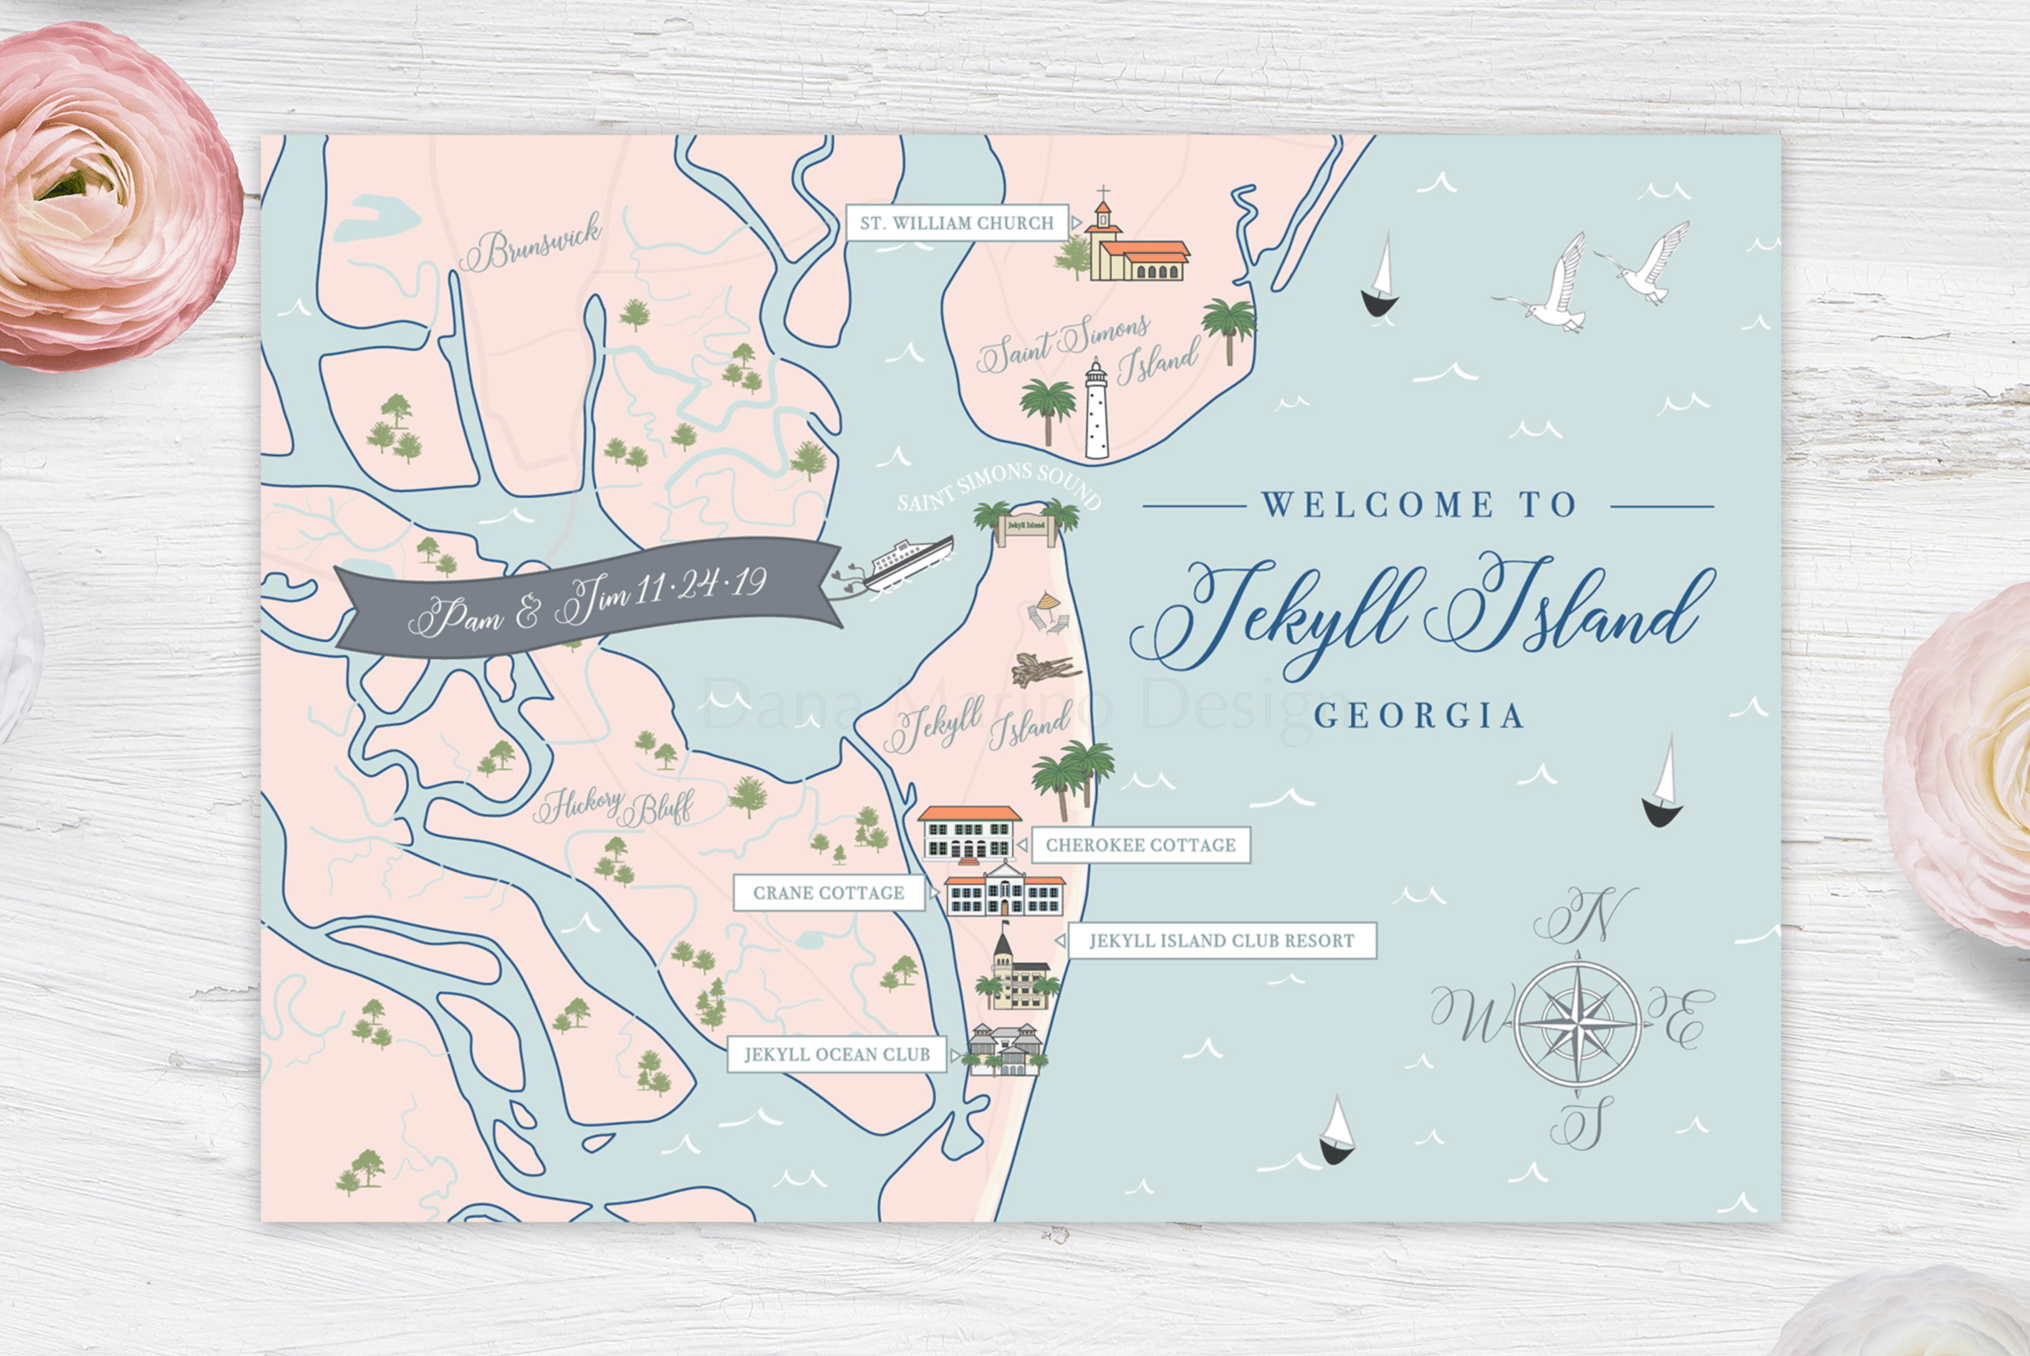 Brunswick
ST. WILLIAM CHURCH
Saint Simons
Island
SAINT SIMONS SOUND
Jekyll Island
Pam & Jim 11·24·19
WELCOME TO
Jekyll Island
GEORGIA
Dana Marino Design
Jekyll
Island
Hickory
Bluff
CHEROKEE COTTAGE
CRANE COTTAGE
JEKYLL ISLAND CLUB RESORT
JEKYLL OCEAN CLUB
N
W
E
S